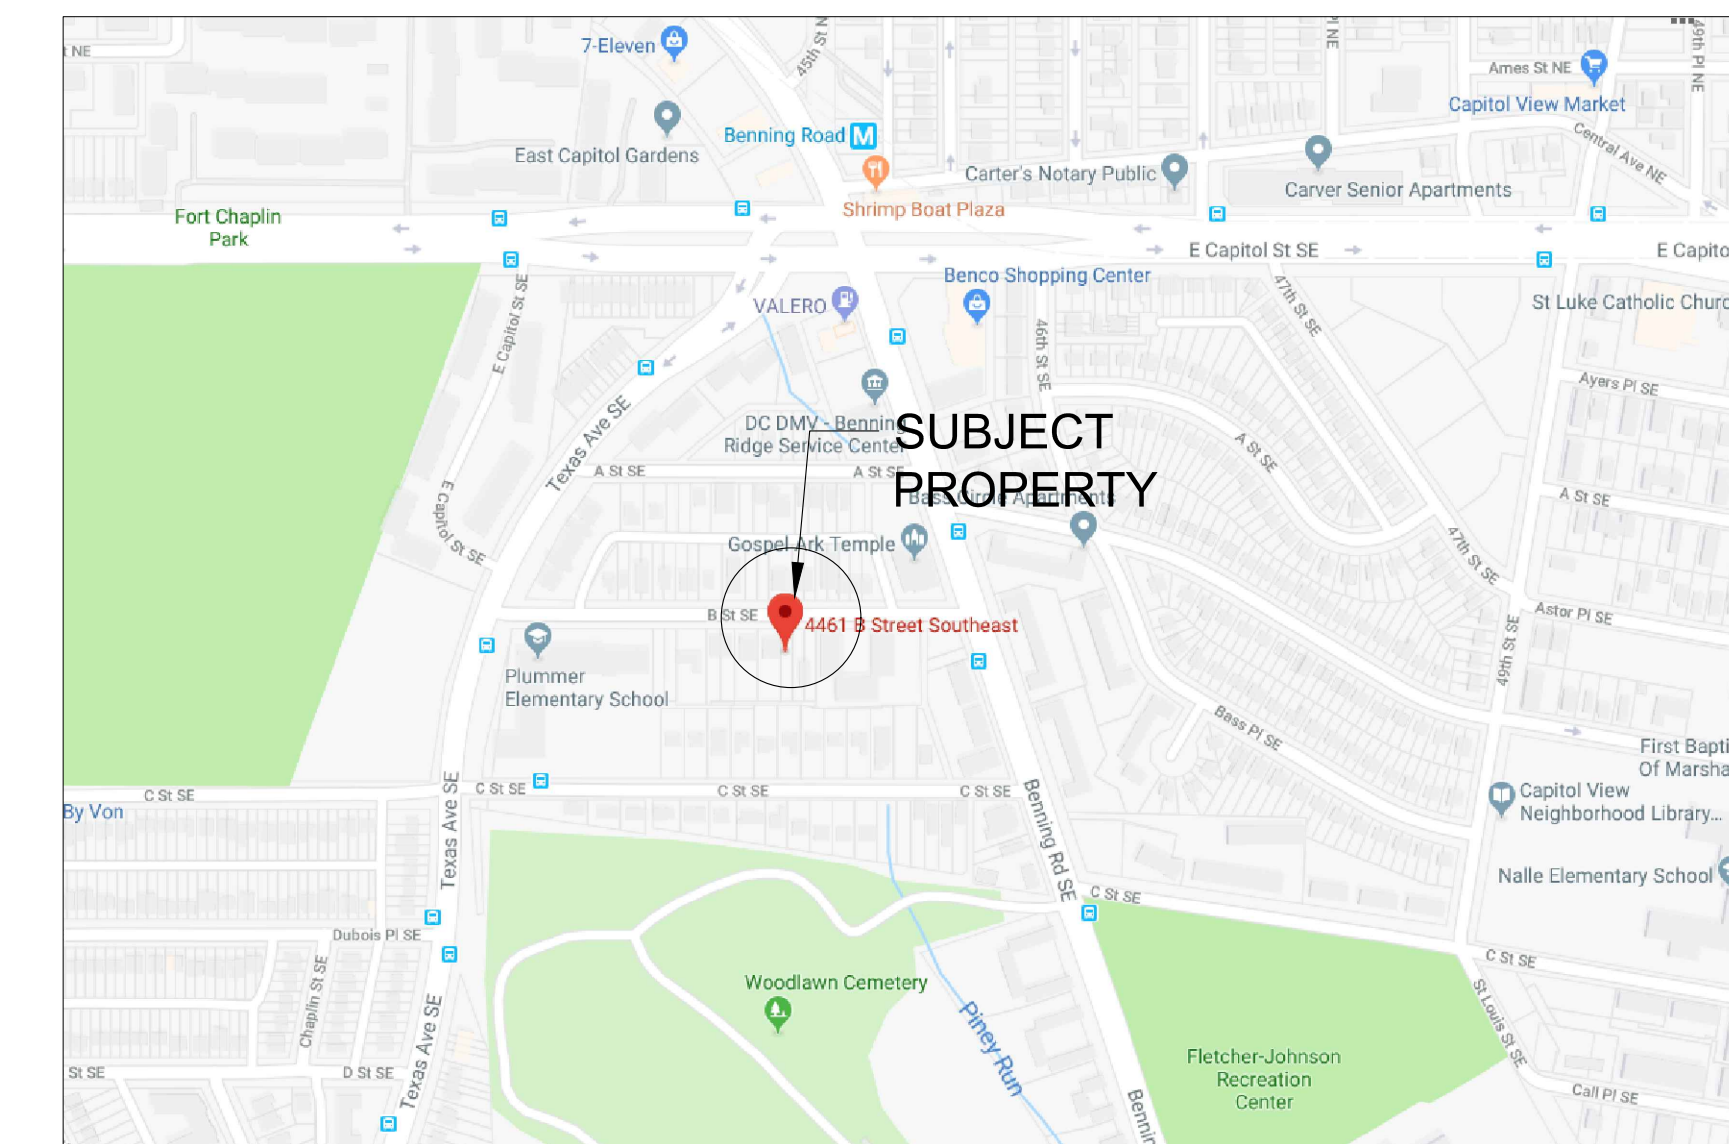 t NE
7-Eleven
45th St N
Pl NE
49th Pl NE
Ames St NE
Capitol View Market
Central Ave NE
Benning Road M
East Capitol Gardens
Carter's Notary Public
Carver Senior Apartments
Shrimp Boat Plaza
Fort Chaplin
Park
E Capitol St SE
E Capito
Benco Shopping Center
VALERO
E Capitol St SE
46th St SE
47th St SE
St Luke Catholic Churc
Ayers Pl SE
DC DMV - Benning
Ridge Service Center
SUBJECT
PROPERTY
Texas Ave SE
A St SE
A St SE
A St SE
A St SE
Bass Circle Apartments
E Capitol St SE
Gospel Ark Temple
47th St SE
B St SE
4461 B Street Southeast
Astor Pl SE
49th St SE
Plummer
Elementary School
Bass Pl SE
First Bapti
Of Marsha
C St SE
C St SE
C St SE
C St SE
By Von
Texas Ave SE
Benning Rd SE
Capitol View
Neighborhood Library...
Nalle Elementary School
C St SE
Dubois Pl SE
C St SE
Chaplin St SE
Woodlawn Cemetery
Piney Run
St Louis St SE
Texas Ave SE
Fletcher-Johnson
Recreation
Center
St SE
D St SE
Call Pl SE
Bennin